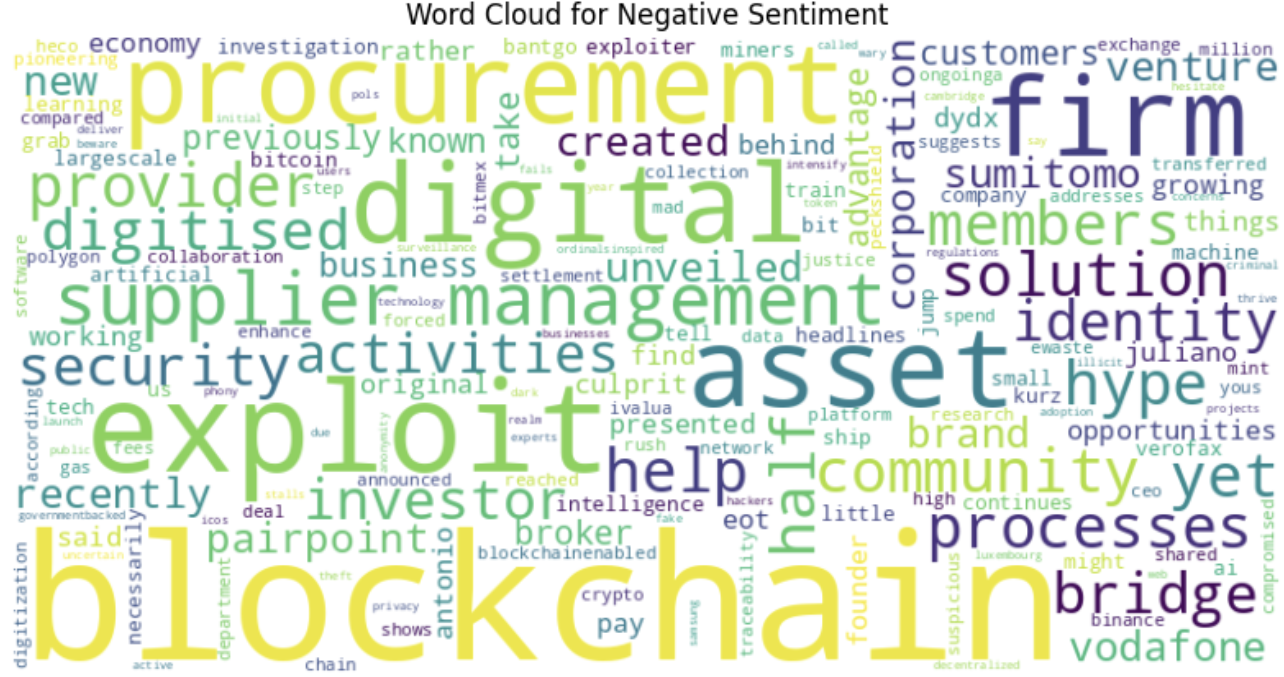 Word Cloud for Negative Sentiment
heco economy investigation rather bantgo exploiter miners called wary customers exchange million
pioneering procurement corporation venture
new pols ongoinga firm hesitate
learning initial advantage cambridge
compared take dydx
grab deliver beware previously known created behind suggests say
largescale bitcoin users fails collection intensify peckshield sumitomo transferred
provider step digital bitmex year mad train token company addresses growing concerns
digitised bit members things
software polygon collaboration surveillance ordinalsinspired justice regulations machine
artificial business settlement unveiled solution criminal
supplier management technology jump thrive
working enhance forced businesses tell data headlines spend identity
security activities find asset ewaste juliano
us phony original dark culprit small illicit hype mint
according tech exploit realm ivalua platform kurz yous
launch due anonymity experts presented half research adoption projects
public fees rush network ship brand opportunities
gas announced reached help community verofax
recently stalls investor intelligence hackers high continues ceo yet
governmentbacked deal icos fake eot little processes
said necessarily pairpoint broker compromised
uncertain antonio blockchainenabled founder luxembourg might shared
digitization blockchain department theft traceability suspicious web ai
privacy crypto bridge
shows samsung pay binance
active chain decentralized vodafone